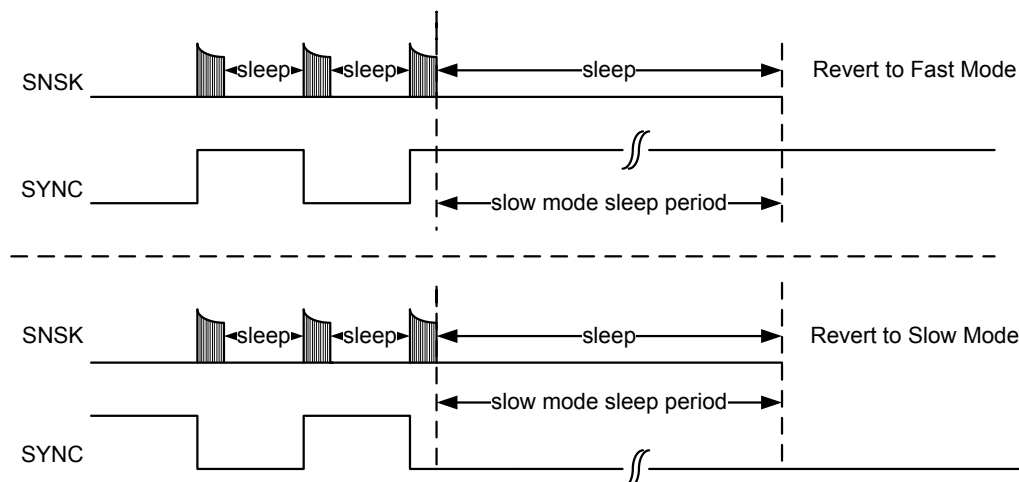 sleep sleep sleep Revert to Fast Mode
SNSK
SYNC
slow mode sleep period
sleep sleep sleep Revert to Slow Mode
SNSK
slow mode sleep period
SYNC